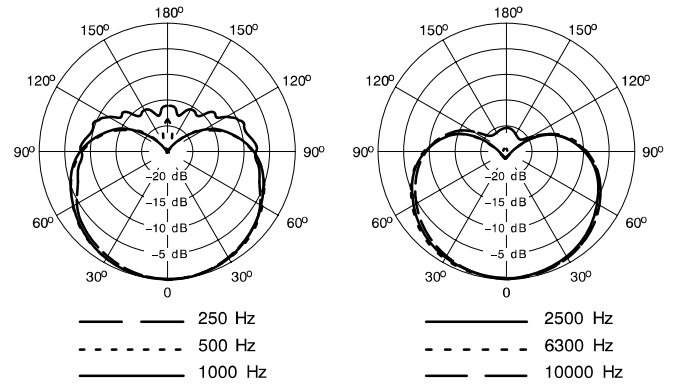 180°
150° 150°
120° 120°
90° 90°
−20 dB
−15 dB
60° 60°
−10 dB
−5 dB
30° 30°
0
250 Hz
500 Hz
1000 Hz
180°
150° 150°
120° 120°
90° 90°
−20 dB
−15 dB
60° 60°
−10 dB
−5 dB
30° 30°
0
2500 Hz
6300 Hz
10000 Hz